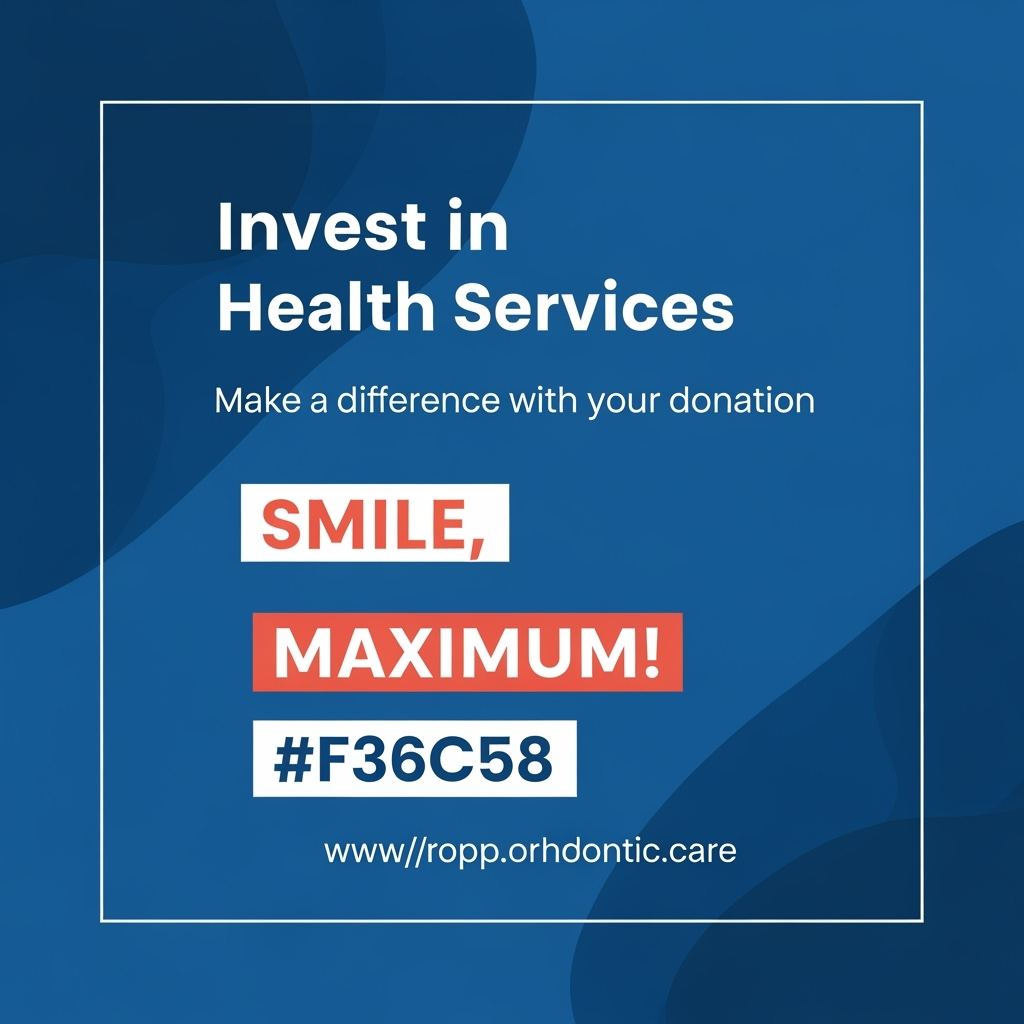 Invest in
Health Services
Make a difference with your donation
SMILE,
MAXIMUM!
#F36C58
www//ropp.orhdontic.care